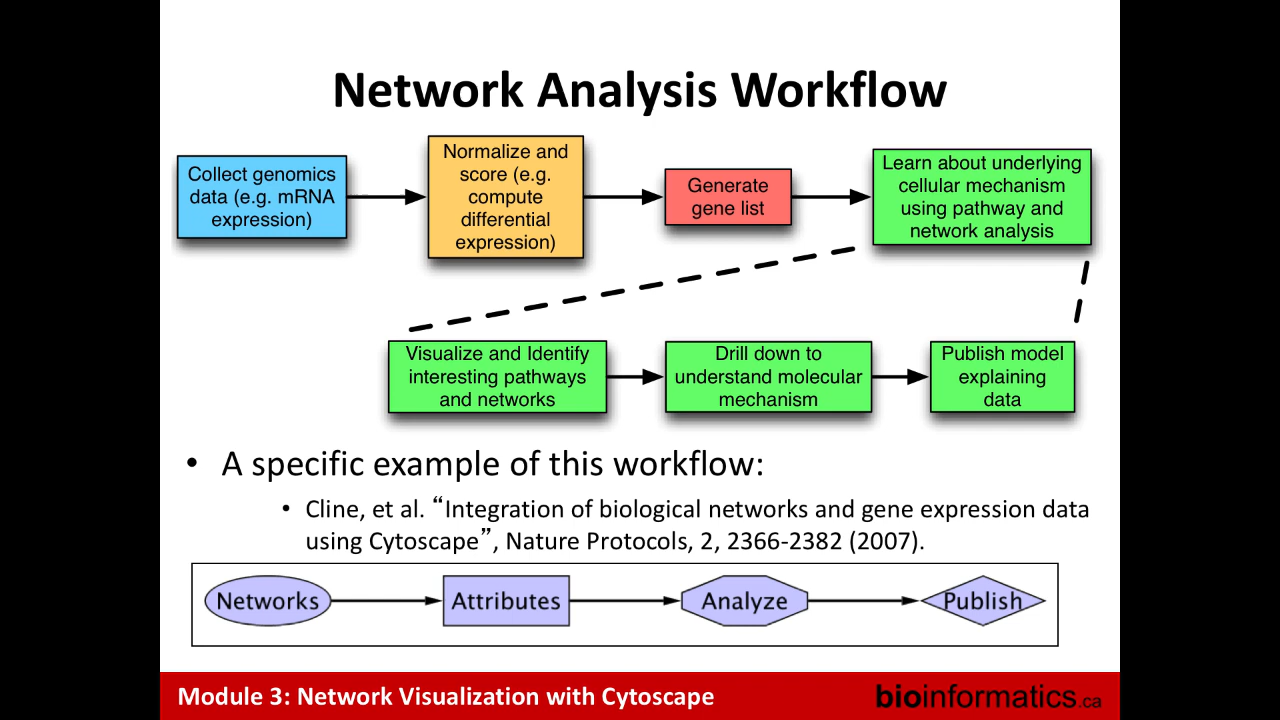 Network Analysis Workflow
Collect genomics
data (e.g. mRNA
expression)
Normalize and
score (e.g.
compute
differential
expression)
Generate
gene list
Learn about underlying
cellular mechanism
using pathway and
network analysis
Visualize and Identify
interesting pathways
and networks
Drill down to
understand molecular
mechanism
Publish model
explaining
data
• A specific example of this workflow:
• Cline, et al. “Integration of biological networks and gene expression data
using Cytoscape”, Nature Protocols, 2, 2366-2382 (2007).
Networks
Attributes
Analyze
Publish
Module 3: Network Visualization with Cytoscape
bioinformatics.ca